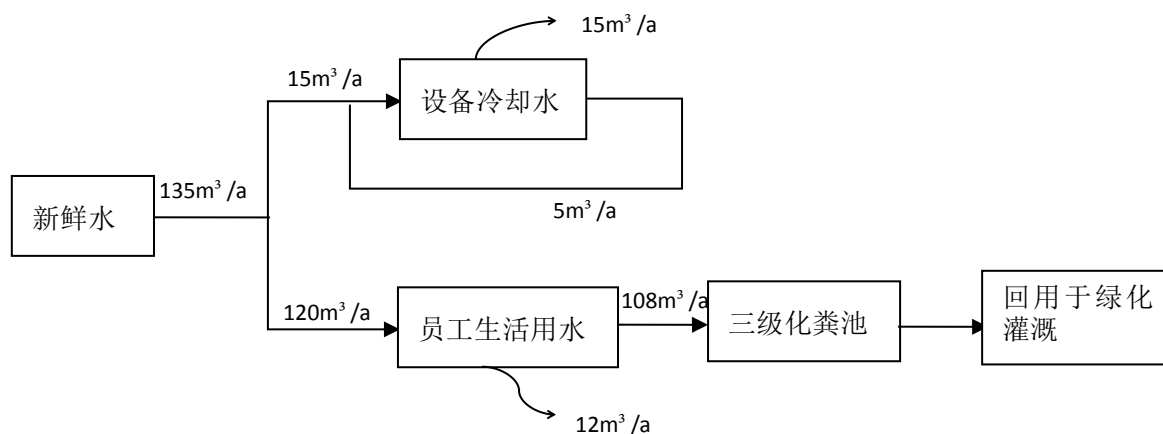 15m³/a
15m³/a
设备冷却水
135m³/a
新鲜水
5m³/a
120m³/a
员工生活用水
108m³/a
三级化粪池
回用于绿化
灌溉
12m³/a